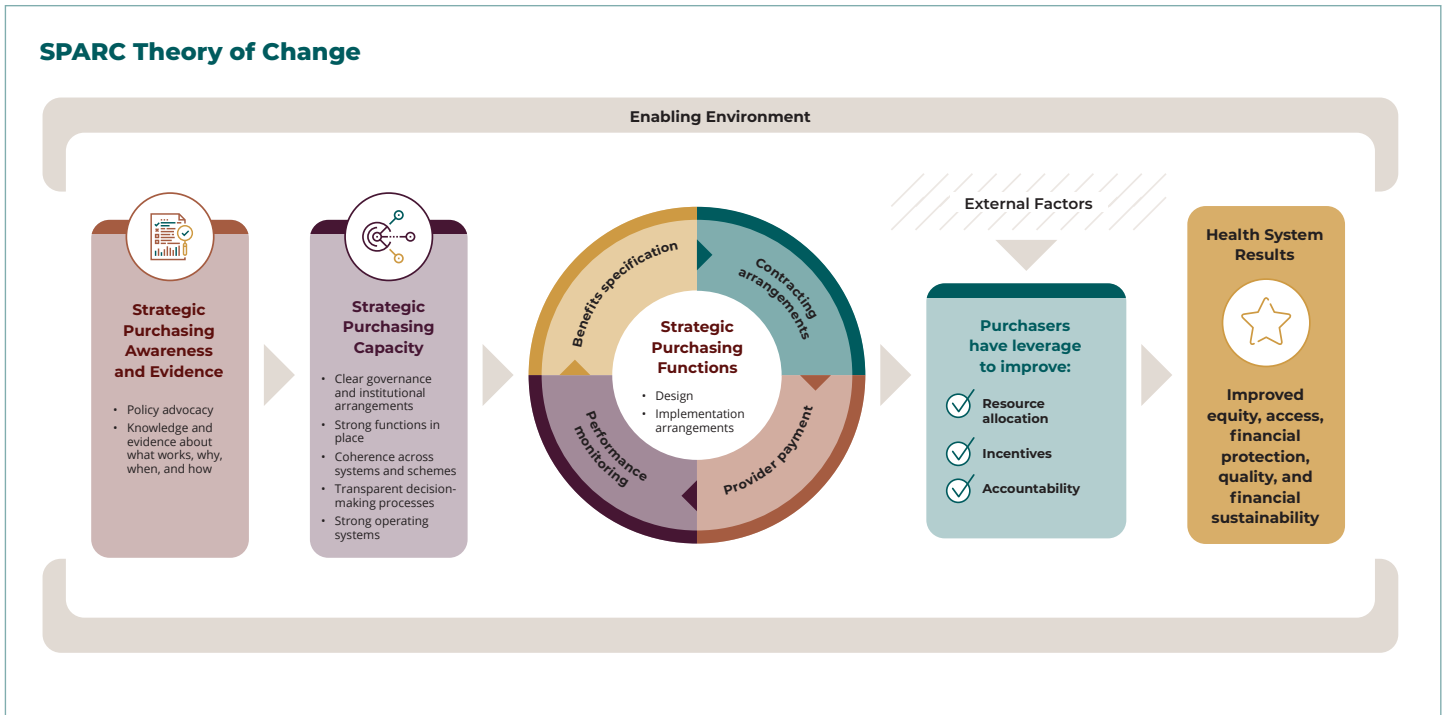 SPARC Theory of Change
Enabling Environment
Strategic
Purchasing
Awareness
and Evidence
• Policy advocacy
• Knowledge and
evidence about
what works, why,
when, and how
Strategic
Purchasing
Capacity
• Clear governance
and institutional
arrangements
• Strong functions in
place
• Coherence across
systems and schemes
• Transparent decision-
making processes
• Strong operating
systems
Benefits specification
Contracting
arrangements
Provider payment
Performance
monitoring
Strategic
Purchasing
Functions
• Design
• Implementation
arrangements
External Factors
Purchasers
have leverage
to improve:
Resource
allocation
Incentives
Accountability
Health System
Results
Improved
equity, access,
financial
protection,
quality, and
financial
sustainability